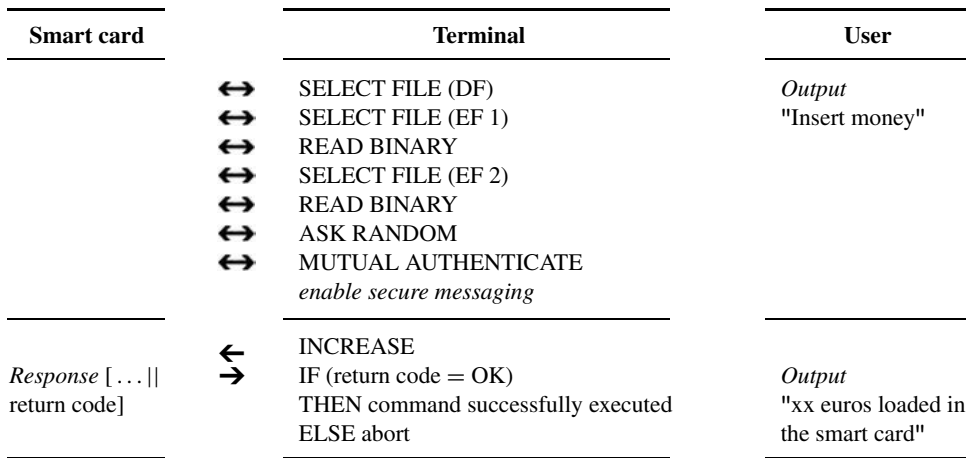 Smart card Terminal User
SELECT FILE (DF) Output
SELECT FILE (EF 1) "Insert money"
READ BINARY
SELECT FILE (EF 2)
READ BINARY
ASK RANDOM
MUTUAL AUTHENTICATE
enable secure messaging
INCREASE
Response [ . . . || IF (return code = OK) Output
return code] THEN command successfully executed "xx euros loaded in
ELSE abort the smart card"